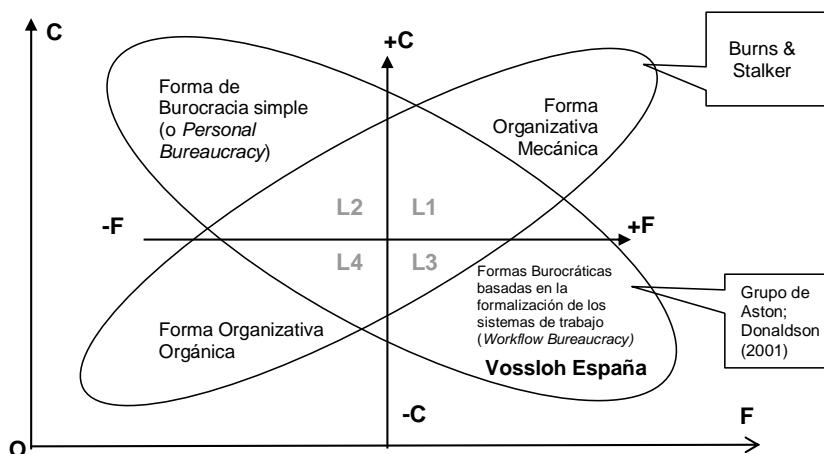 C
+C
Burns &
Stalker
Forma de
Burocracia simple
(o Personal
Bureaucracy)
Forma
Organizativa
Mecánica
L2
L1
-F
+F
L4
L3
Formas Burocráticas
basadas en la
formalización de los
sistemas de trabajo
(Workflow Bureaucracy)
Vossloh España
Grupo de
Aston;
Donaldson
(2001)
Forma Organizativa
Orgánica
-C
F
O